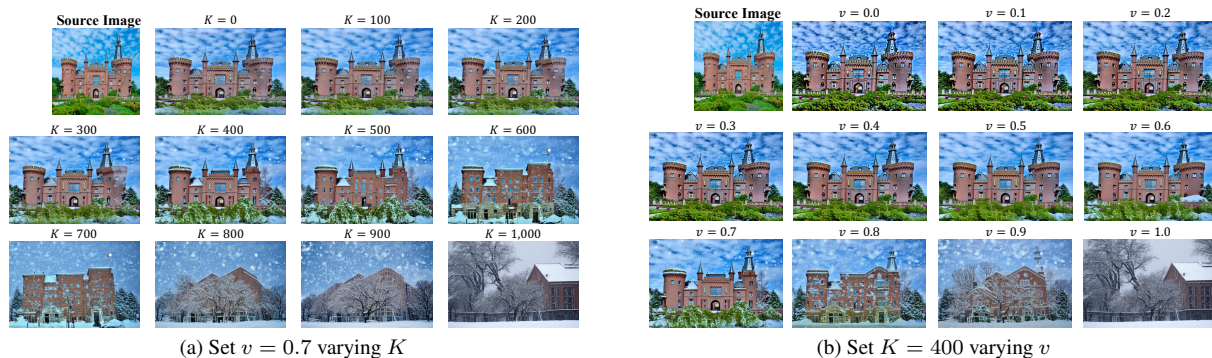 Source Image K = 0 K = 100 K = 200
K = 300 K = 400 K = 500 K = 600
K = 700 K = 800 K = 900 K = 1,000
(a) Set v = 0.7 varying K
Source Image v = 0.0 v = 0.1 v = 0.2
v = 0.3 v = 0.4 v = 0.5 v = 0.6
v = 0.7 v = 0.8 v = 0.9 v = 1.0
(b) Set K = 400 varying v